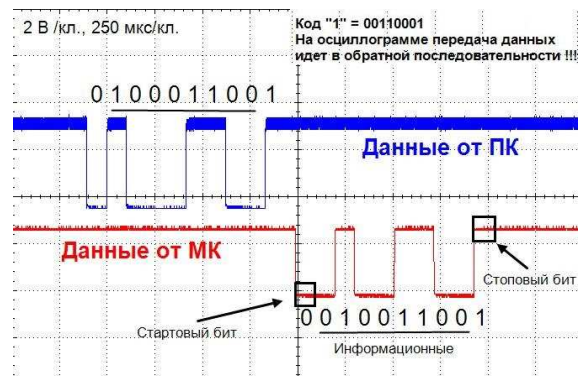 2 В /кл., 250 мкс/кл.
Код "1" = 00110001
На осциллограмме передача данных
идет в обратной последовательности !!!
0 1 0 0 0 1 1 0 0 1
Данные от ПК
Данные от МК
Стоповый бит
Стартовый бит
0 0 1 0 0 1 1 0 0 1
Информационные